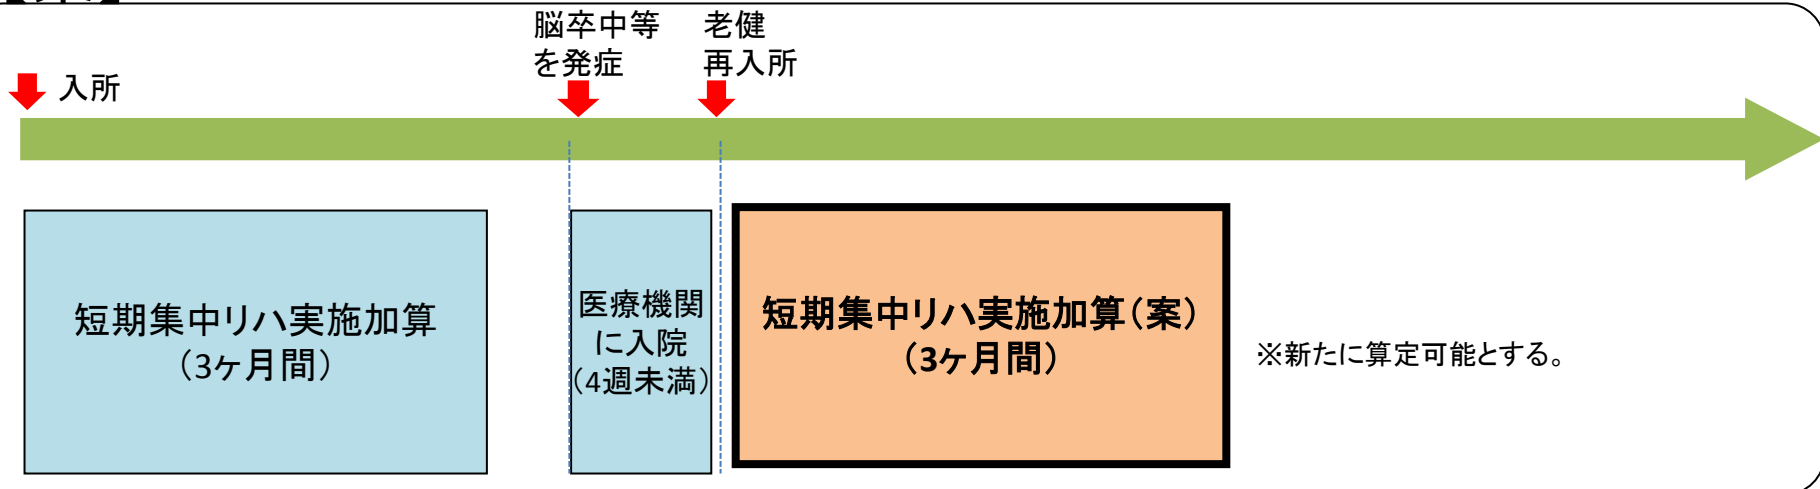 脳卒中等
を発症
老健
再入所
入所
短期集中リハ実施加算
（3ヶ月間）
医療機関
に入院
（4週未満）
短期集中リハ実施加算（案）
（3ヶ月間）
※新たに算定可能とする。